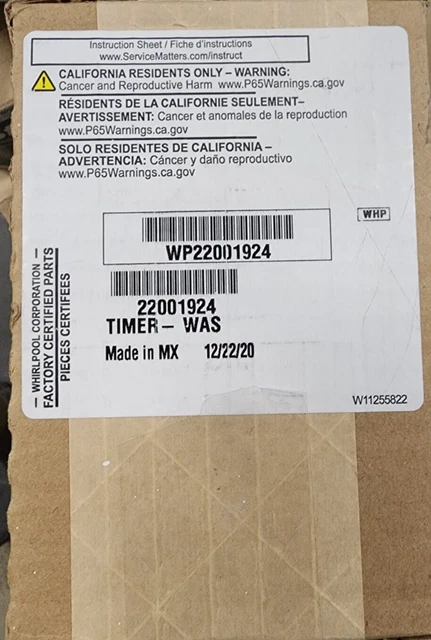 Instruction Sheet / Fiche d'instructions
www.ServiceMatters.com/instruct
CALIFORNIA RESIDENTS ONLY – WARNING:
Cancer and Reproductive Harm www.P65Warnings.ca.gov
RÉSIDENTS DE LA CALIFORNIE SEULEMENT–
AVERTISSEMENT: Cancer et anomales de la reproduction
www.P65Warnings.ca.gov
SOLO RESIDENTES DE CALIFORNIA –
ADVERTENCIA: Cáncer y daño reproductivo
www.P65Warnings.ca.gov
WHP
WP22001924
22001924
TIMER – WAS
Made in MX 12/22/20
— WHIRLPOOL CORPORATION —
FACTORY CERTIFIED PARTS
PIECES CERTIFEES
W11255822